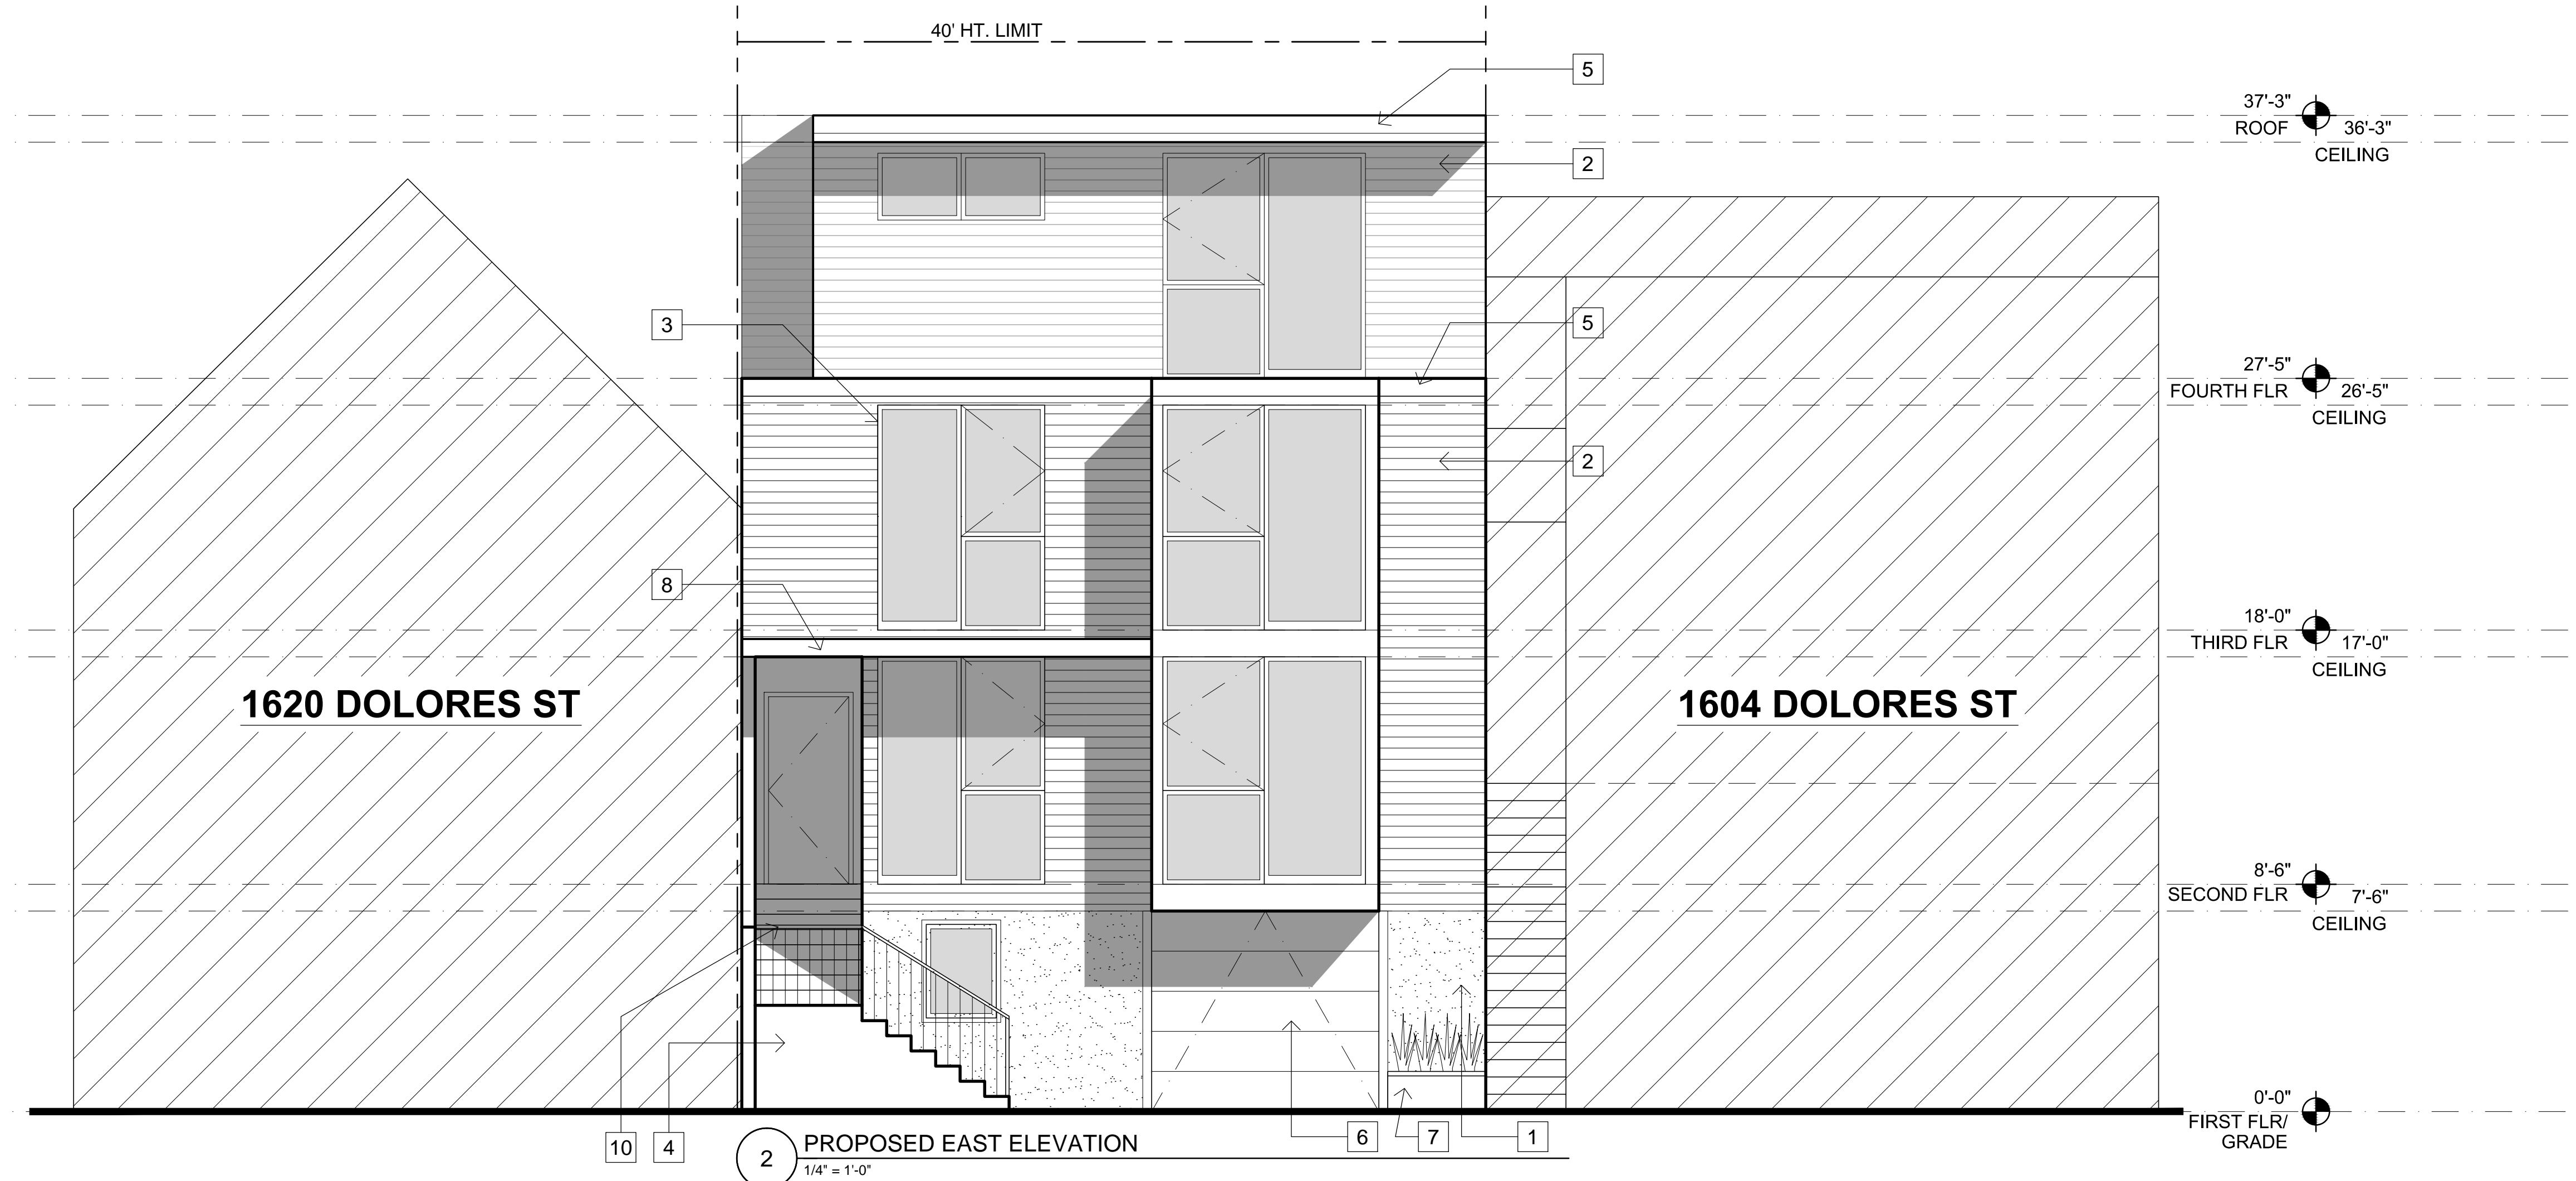 40' HT. LIMIT
5
37'-3"
ROOF
36'-3"
CEILING
2
3
5
27'-5"
FOURTH FLR
26'-5"
CEILING
2
8
18'-0"
THIRD FLR
17'-0"
CEILING
1620 DOLORES ST
1604 DOLORES ST
8'-6"
SECOND FLR
7'-6"
CEILING
0'-0"
FIRST FLR/
GRADE
10
4
6
7
1
2
PROPOSED EAST ELEVATION
1/4" = 1'-0"